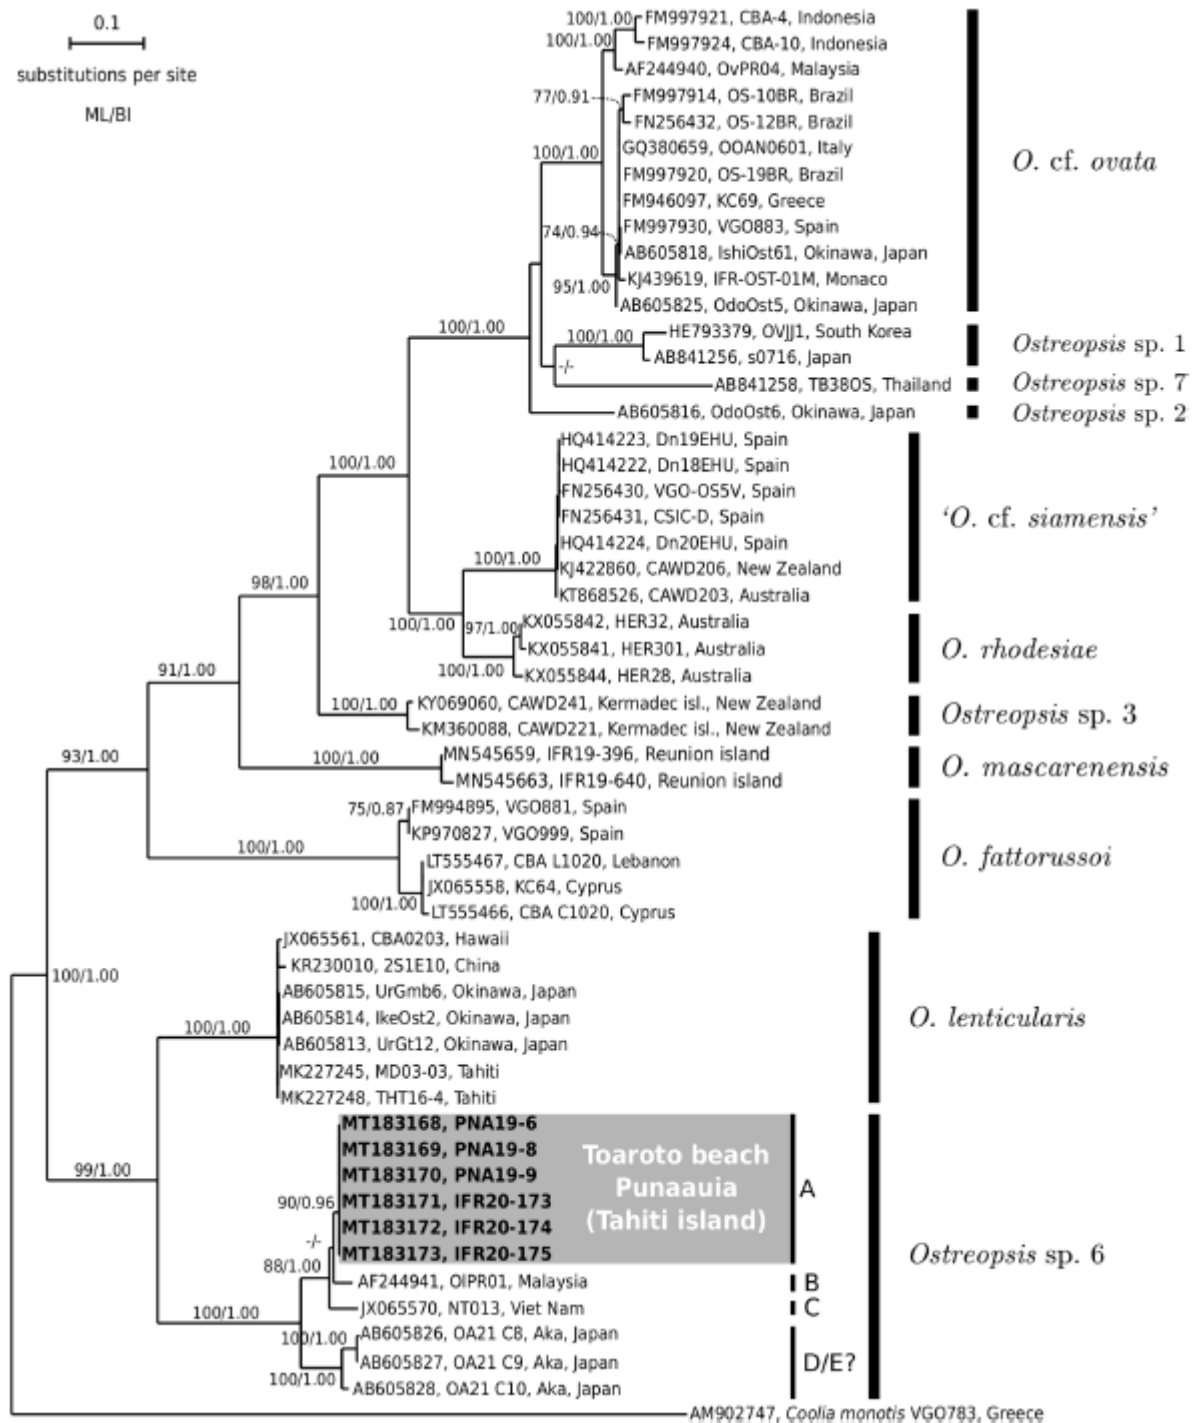 0.1
substitutions per site
ML/BI
100/1.00
FM997921, CBA-4, Indonesia
100/1.00
FM997924, CBA-10, Indonesia
AF244940, OvPR04, Malaysia
77/0.91
FM997914, OS-10BR, Brazil
FN256432, OS-12BR, Brazil
100/1.00
GQ380659, OOAN0601, Italy
O. cf. ovata
FM997920, OS-19BR, Brazil
FM946097, KC69, Greece
FM997930, VGO883, Spain
74/0.94
AB605818, IshiOst61, Okinawa, Japan
KJ439619, IFR-OST-01M, Monaco
95/1.00
AB605825, OdoOst5, Okinawa, Japan
100/1.00
100/1.00
HE793379, OVJJ1, South Korea
Ostreopsis sp. 1
AB841256, s0716, Japan
-/-
AB841258, TB38OS, Thailand
Ostreopsis sp. 7
AB605816, OdoOst6, Okinawa, Japan
Ostreopsis sp. 2
HQ414223, Dn19EHU, Spain
100/1.00
HQ414222, Dn18EHU, Spain
FN256430, VGO-OS5V, Spain
FN256431, CSIC-D, Spain
‘O. cf. siamensis’
HQ414224, Dn20EHU, Spain
100/1.00
KJ422860, CAWD206, New Zealand
98/1.00
KT868526, CAWD203, Australia
100/1.00
97/1.00
KX055842, HER32, Australia
KX055841, HER301, Australia
O. rhodesiae
100/1.00
KX055844, HER28, Australia
91/1.00
100/1.00
KY069060, CAWD241, Kermadec isl., New Zealand
Ostreopsis sp. 3
KM360088, CAWD221, Kermadec isl., New Zealand
93/1.00
100/1.00
MN545659, IFR19-396, Reunion island
O. mascarenensis
MN545663, IFR19-640, Reunion island
75/0.87
FM994895, VGO881, Spain
KP970827, VGO999, Spain
100/1.00
LT555467, CBA L1020, Lebanon
O. fattorussoi
JX065558, KC64, Cyprus
100/1.00
LT555466, CBA C1020, Cyprus
JX065561, CBA0203, Hawaii
KR230010, 2S1E10, China
100/1.00
AB605815, UrGmb6, Okinawa, Japan
100/1.00
AB605814, IkeOst2, Okinawa, Japan
O. lenticularis
AB605813, UrGt12, Okinawa, Japan
MK227245, MD03-03, Tahiti
MK227248, THT16-4, Tahiti
MT183168, PNA19-6
MT183169, PNA19-8
Toaroto beach
99/1.00
MT183170, PNA19-9
Punaauia
A
90/0.96
MT183171, IFR20-173
(Tahiti island)
MT183172, IFR20-174
-/-
MT183173, IFR20-175
Ostreopsis sp. 6
88/1.00
AF244941, OlPR01, Malaysia
B
100/1.00
JX065570, NT013, Viet Nam
C
100/1.00
AB605826, OA21 C8, Aka, Japan
AB605827, OA21 C9, Aka, Japan
D/E?
100/1.00
AB605828, OA21 C10, Aka, Japan
AM902747, Coolia monotis VGO783, Greece